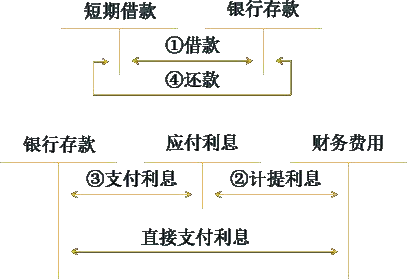 短期借款 银行存款
①借款
④还款
银行存款 应付利息 财务费用
③支付利息 ②计提利息
直接支付利息